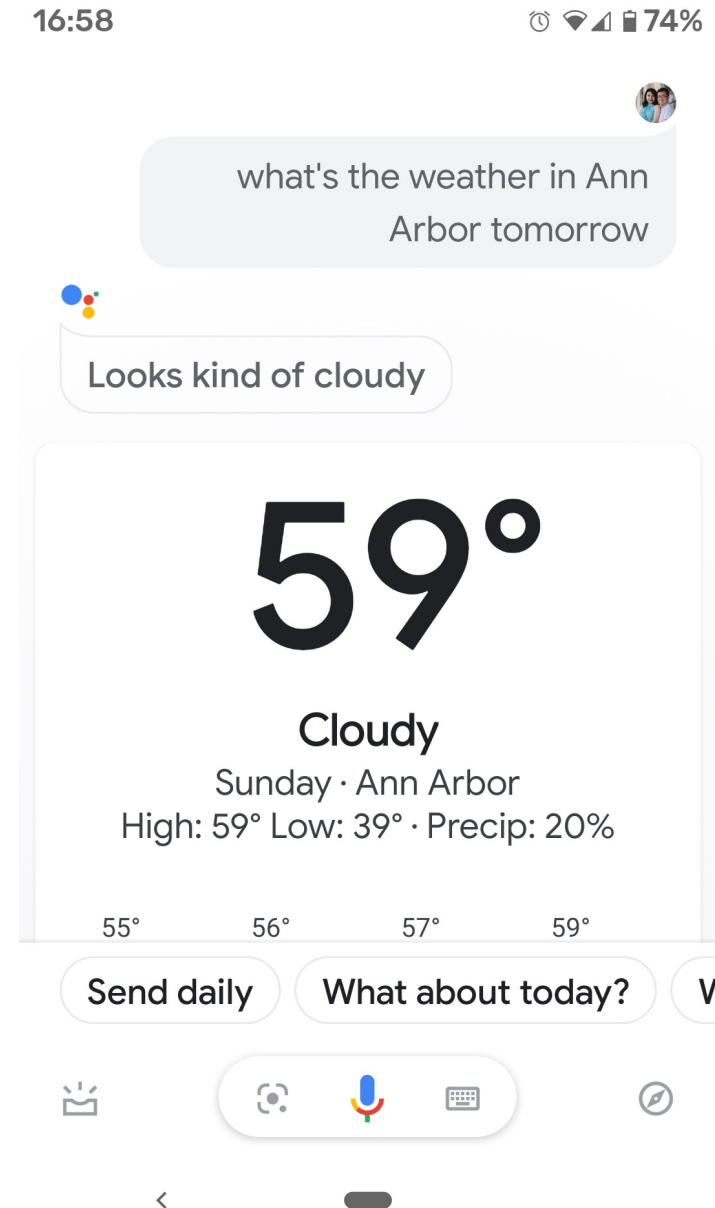 16:58
74%
what's the weather in Ann
Arbor tomorrow
Looks kind of cloudy
59°
Cloudy
Sunday · Ann Arbor
High: 59° Low: 39° · Precip: 20%
55° 56° 57° 59°
Send daily
What about today?